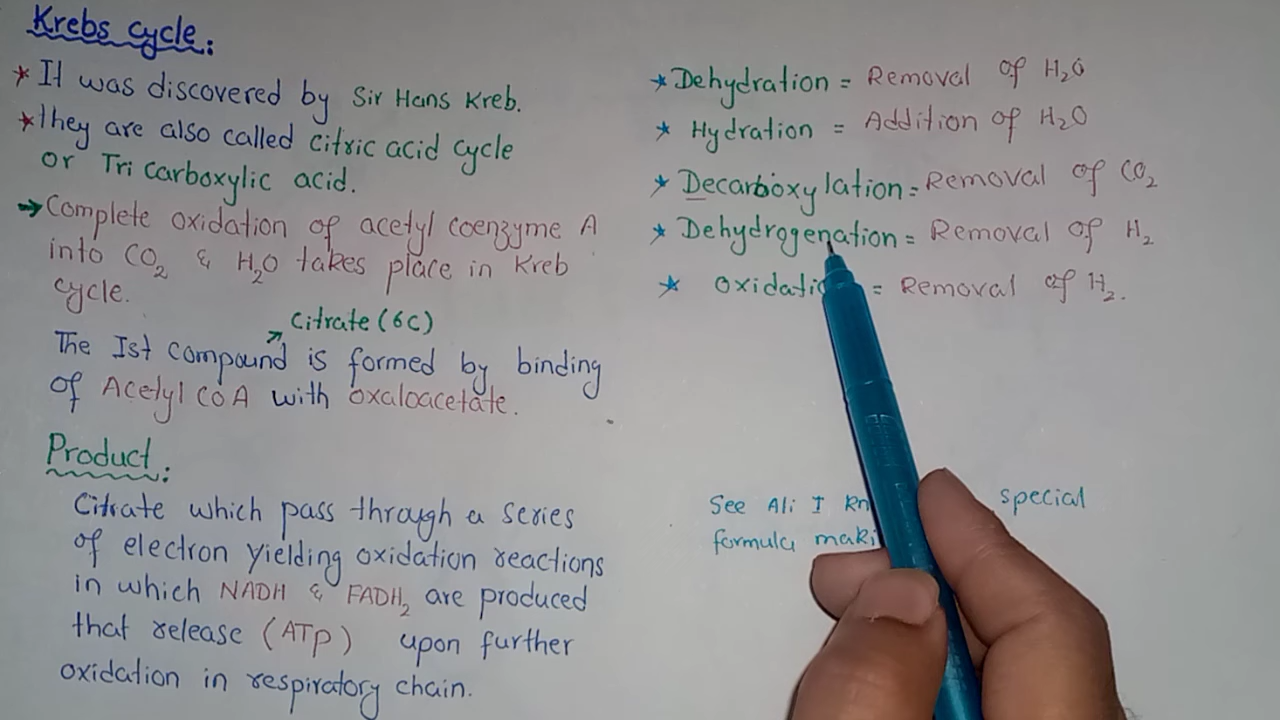 Krebs cycle:
* It was discovered by Sir Hans Kreb.
* They are also called citric acid cycle
or Tri carboxylic acid.
→ Complete oxidation of acetyl coenzyme A
into CO₂ & H₂O takes place in Kreb
cycle.
Citrate (6C)
The Ist compound is formed by binding
of Acetyl CoA with oxaloacetate.
Product:
Citrate which pass through a series
of electron yielding oxidation reactions
in which NADH & FADH₂ are produced
that release (ATP) upon further
oxidation in respiratory chain.
* Dehydration = Removal of H₂O
* Hydration = Addition of H₂O
* Decarboxylation = Removal of CO₂
* Dehydrogenation = Removal of H₂
* = Removal of H₂.
See Ali I special
formula